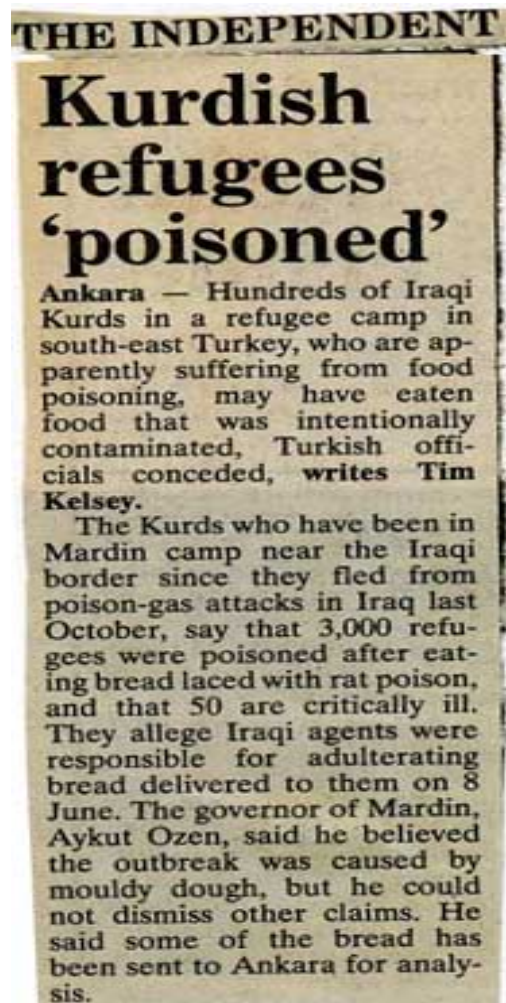 THE INDEPENDENT
Kurdish
refugees
‘poisoned’
Ankara — Hundreds of Iraqi
Kurds in a refugee camp in
south-east Turkey, who are ap-
parently suffering from food
poisoning, may have eaten
food that was intentionally
contaminated, Turkish offi-
cials conceded, writes Tim
Kelsey.
The Kurds who have been in
Mardin camp near the Iraqi
border since they fled from
poison-gas attacks in Iraq last
October, say that 3,000 refu-
gees were poisoned after eat-
ing bread laced with rat poison,
and that 50 are critically ill.
They allege Iraqi agents were
responsible for adulterating
bread delivered to them on 8
June. The governor of Mardin,
Aykut Ozen, said he believed
the outbreak was caused by
mouldy dough, but he could
not dismiss other claims. He
said some of the bread has
been sent to Ankara for analy-
sis.